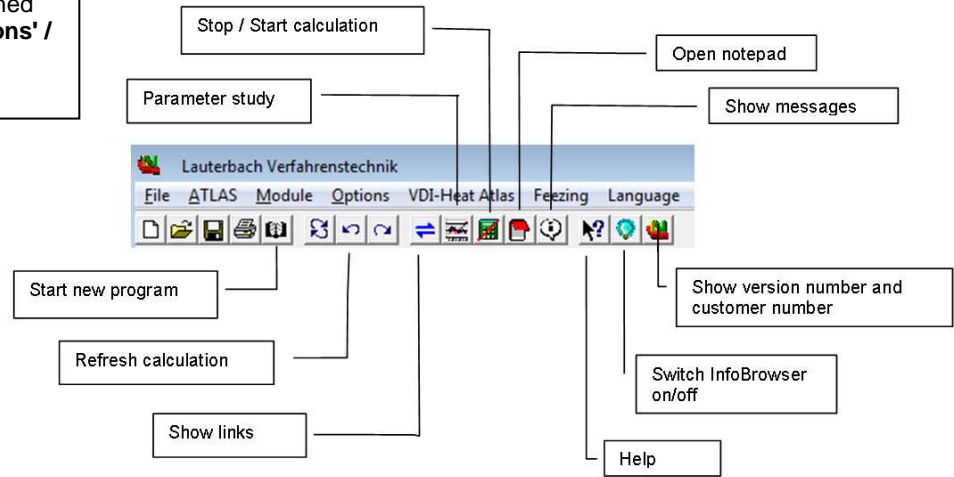 ned
ons' /
Stop / Start calculation
Open notepad
Parameter study
Show messages
Lauterbach Verfahrenstechnik
File ATLAS Module Options VDI-Heat Atlas Feezing Language
Start new program
Show version number and
customer number
Refresh calculation
Switch InfoBrowser
on/off
Show links
Help